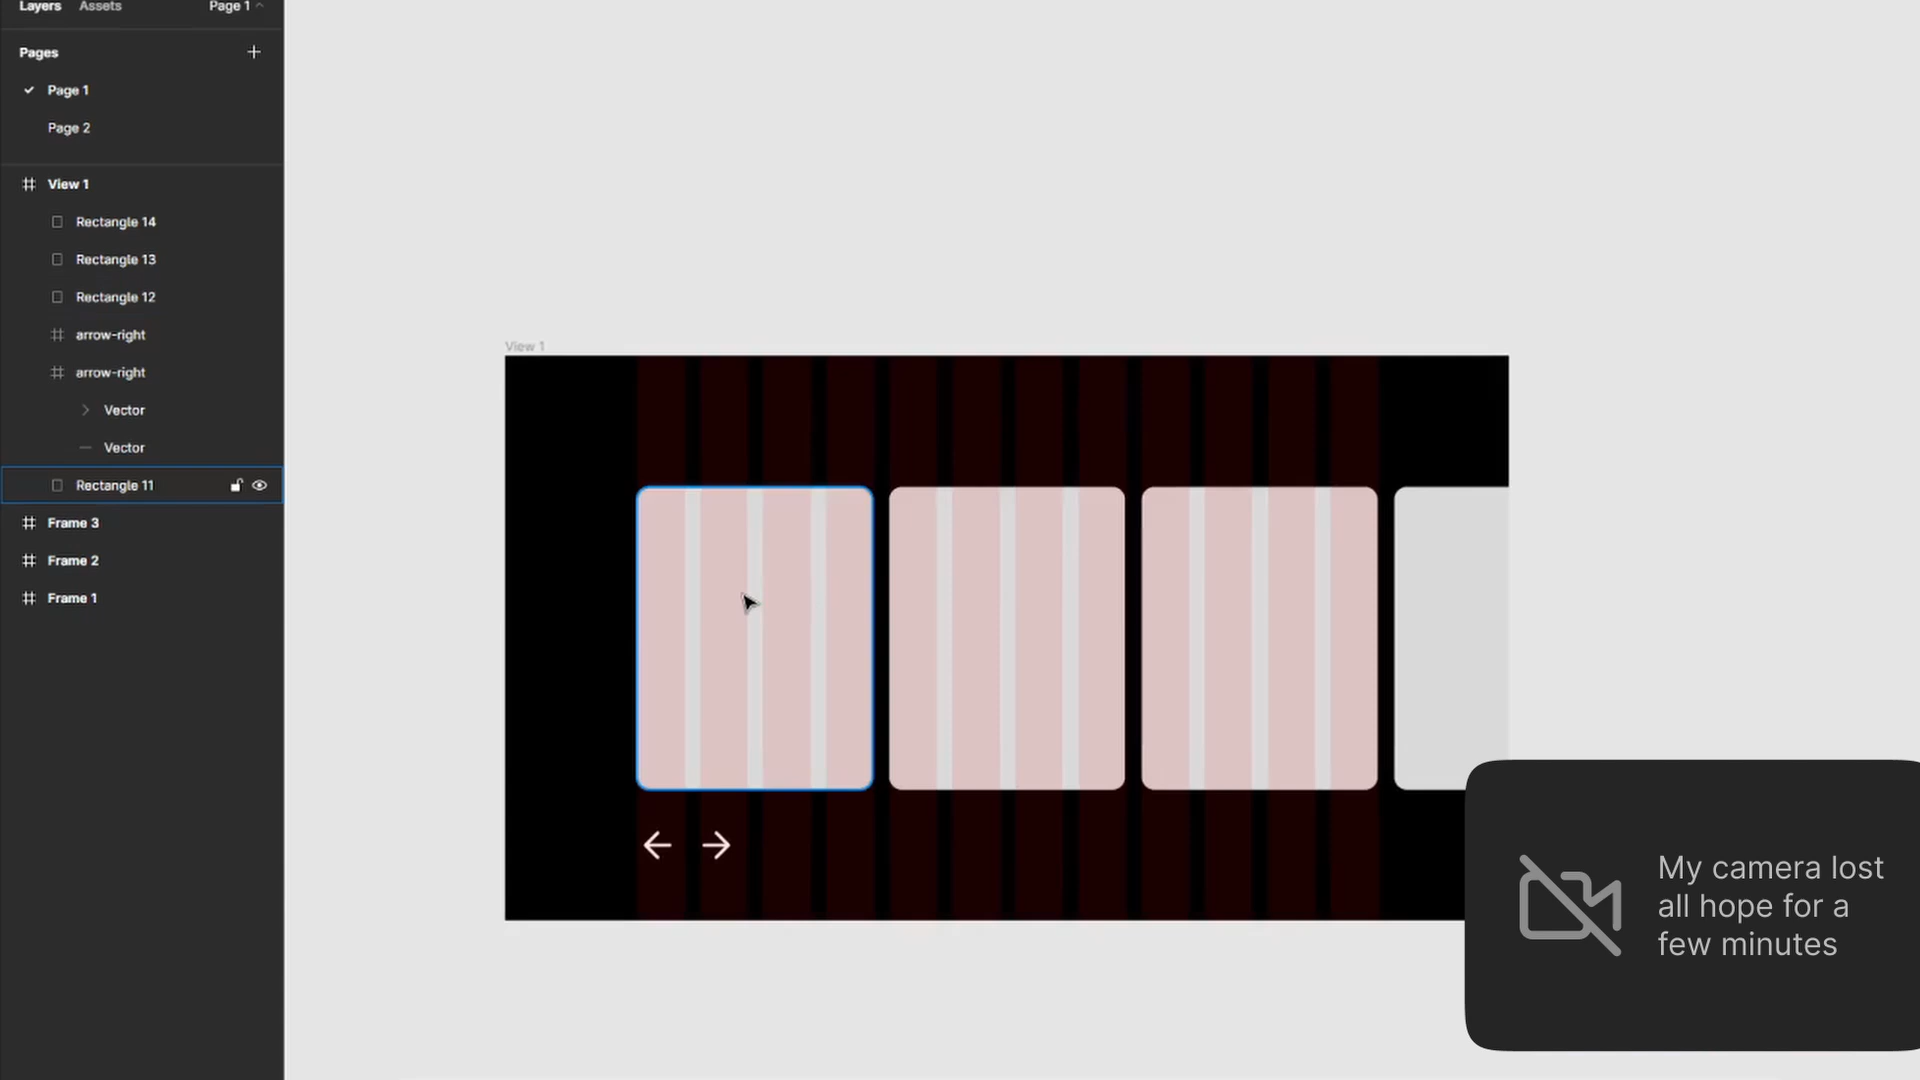 Layers Assets Page 1
Pages
Page 1
Page 2
View 1
Rectangle 14
Rectangle 13
Rectangle 12
arrow-right
arrow-right
Vector
Vector
Rectangle 11
Frame 3
Frame 2
Frame 1
View 1
My camera lost
all hope for a
few minutes